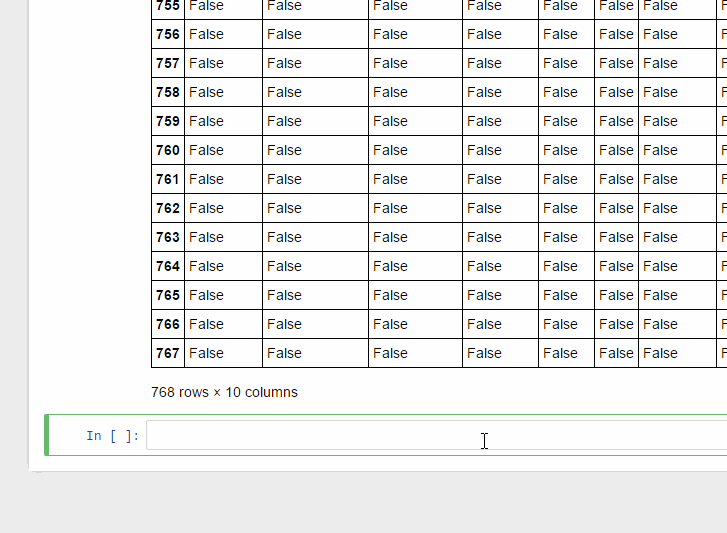 755 False False False False False False False F
756 False False False False False False False F
757 False False False False False False False F
758 False False False False False False False F
759 False False False False False False False F
760 False False False False False False False F
761 False False False False False False False F
762 False False False False False False False F
763 False False False False False False False F
764 False False False False False False False F
765 False False False False False False False F
766 False False False False False False False F
767 False False False False False False False F
768 rows × 10 columns
In [ ]: